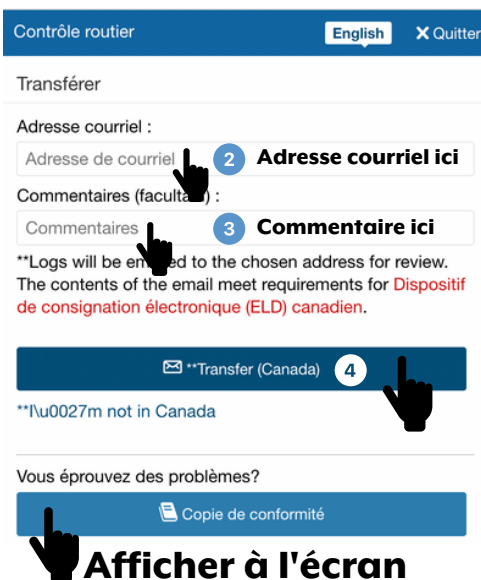 Contrôle routier English X Quitter
Transférer
Adresse courriel :
Adresse de courriel 2 Adresse courriel ici
Commentaires (facultatif) :
Commentaires 3 Commentaire ici
**Logs will be emailed to the chosen address for review.
The contents of the email meet requirements for Dispositif
de consignation électronique (ELD) canadien.
**Transfer (Canada) 4
**I\u0027m not in Canada
Vous éprouvez des problèmes?
Copie de conformité
Afficher à l'écran